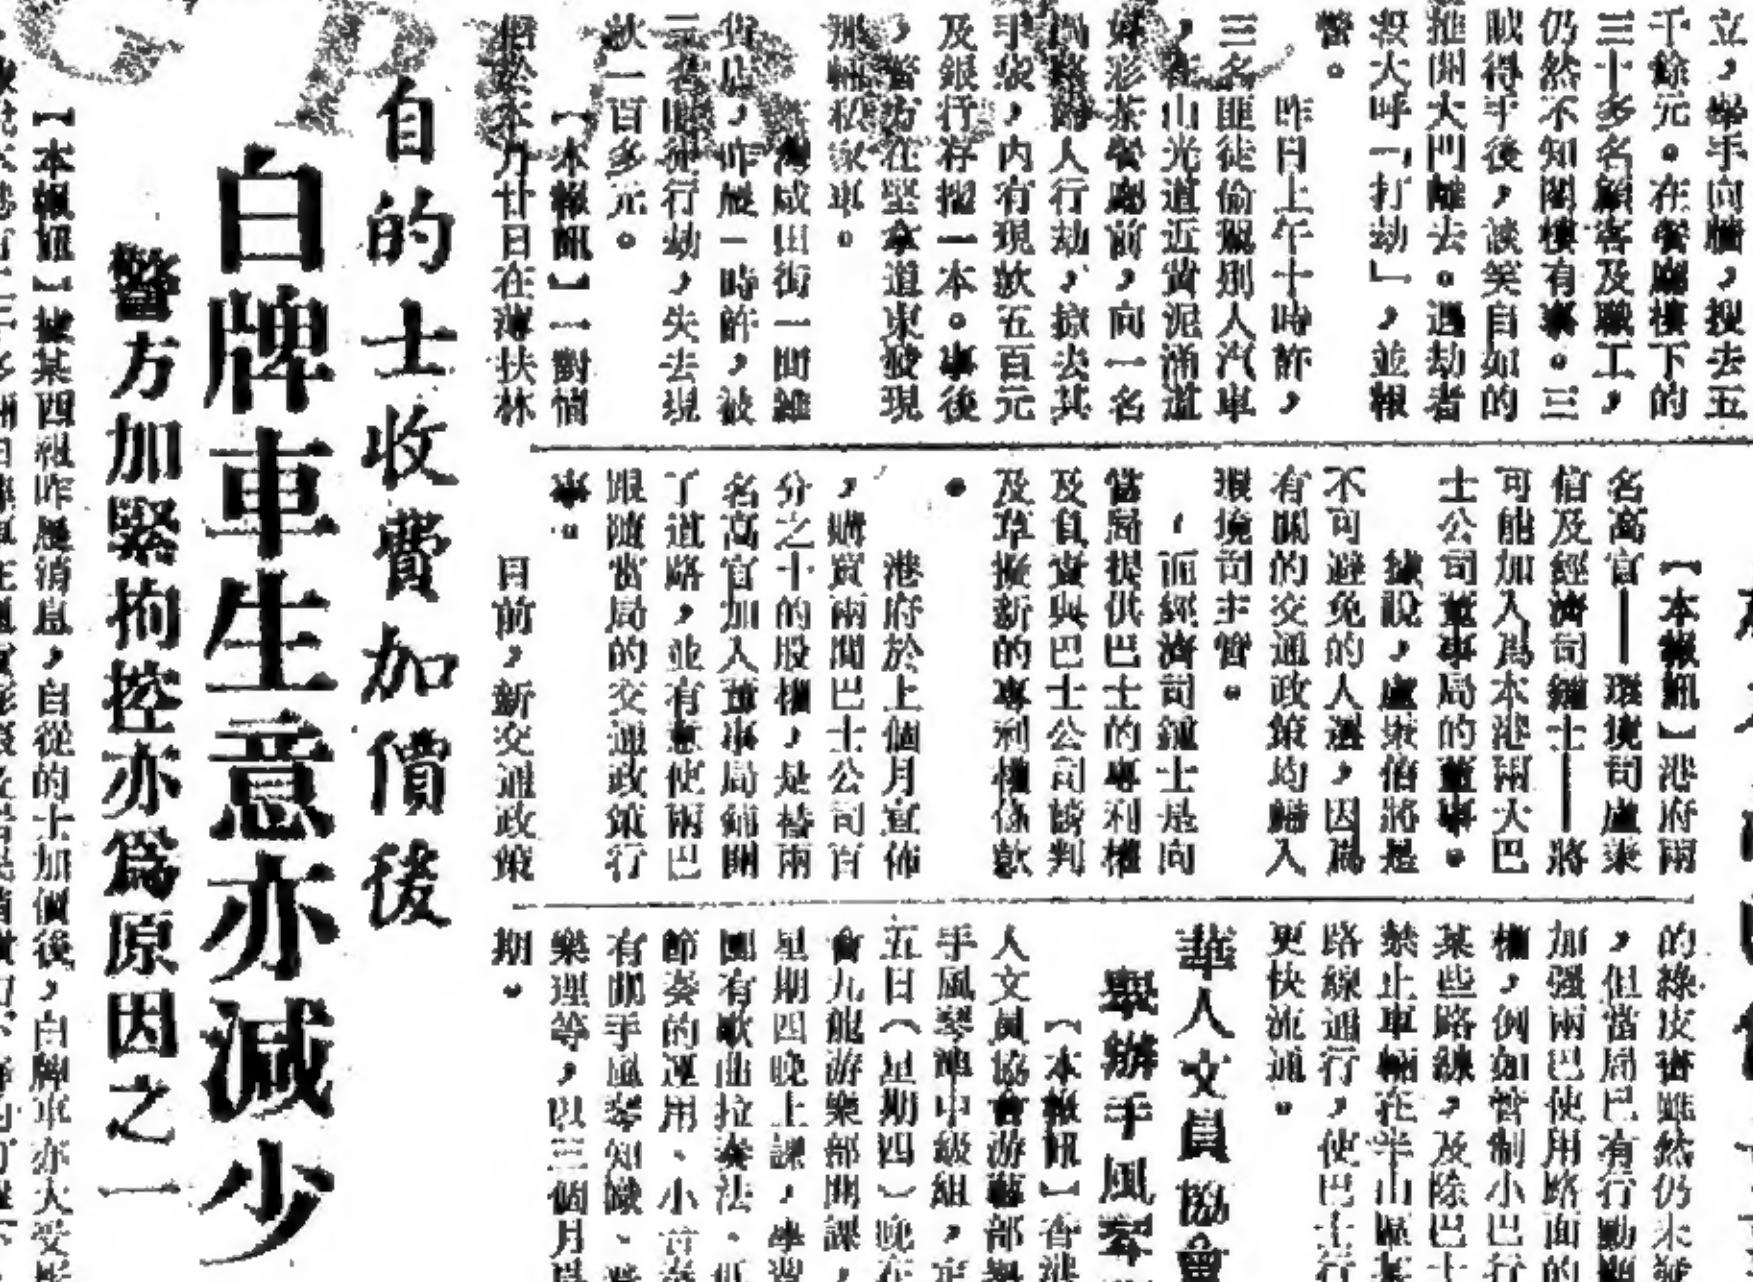 立，舉手向牆，搜去五
千餘元。在餐廳樓下的
三十多名顧客及職工，
仍然不知閣樓有事。三
賊得手後，談笑自如的
推開大門離去。遇劫者
大呼「打劫」，並報
警。
昨日上午十時許，
三名匪徒偷駕別人汽車
，在山光道近黃泥涌道
好彩茶餐廳前，向一名
過路婦人行劫，掠去其
手袋，內有現款五百元
及銀行存摺一本。事後
，警方在堅拿道東發現
那輛私家車。
灣咸田街一間雜
貨店，昨晨一時許，被
三名賊徒行劫，失去現
款一百多元。
【本報訊】一對情
侶於本月廿日在薄扶林
【本報訊】港府兩
名高官——環境司盧秉
信及經濟司鍾士——將
可能加入爲本港兩大巴
士公司董事局的董事。
據說，盧秉信將是
不可避免的人選，因爲
有關的交通政策均歸入
環境司主管。
而經濟司鍾士是向
當局提供巴士的專利權
及負責與巴士公司談判
及草擬新的專利權條款
。
港府於上個月宣佈
，購買兩間巴士公司百
分之十的股權，是替兩
名高官加入董事局鋪開
了道路，並有意使兩巴
跟隨當局的交通政策行
事。
目前，新交通政策
的綠皮書雖然仍未
，但當局已有行動
加强兩巴使用路面的
權，例如管制小巴行
某些路線，及除巴士
禁止車輛在半山區某
路線通行，使巴士行
更快流通。
華人文員協會
舉辦手風琴
【本報訊】香港
人文員協會游藝部
手風琴班中級組，定
五日（星期四）晚在
會九龍游樂部開課，
星期四晚上課，學習
圍有歌曲拉奏法、低
節奏的運用、小音
有關手風琴知識、
樂理等，以三個月爲
期。
自的士收費加價後
白牌車生意亦減少
警方加緊拘控亦爲原因之一
【本報訊】據某西報昨晨消息，自從的士加價後，白牌車亦大受